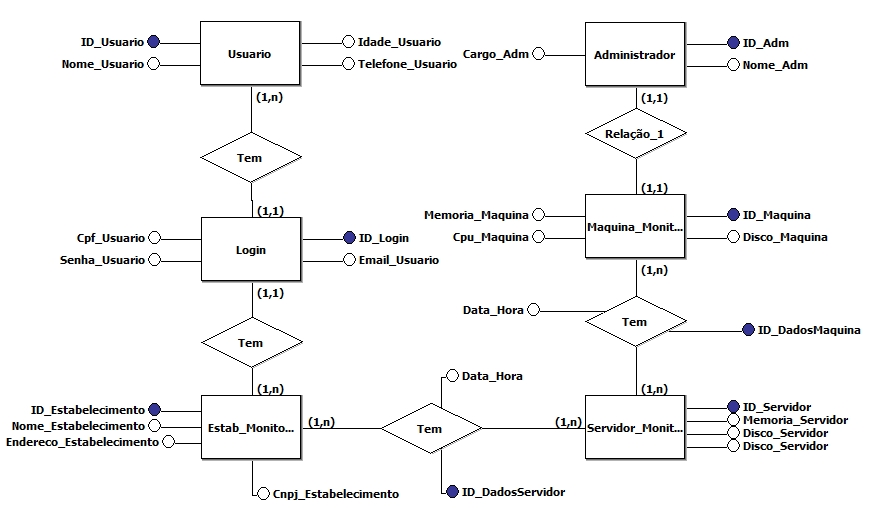 ID_Usuario
Nome_Usuario
Usuario
Idade_Usuario
Telefone_Usuario
(1,n)
Tem
(1,1)
Cpf_Usuario
Senha_Usuario
Login
ID_Login
Email_Usuario
(1,1)
Tem
(1,n)
ID_Estabelecimento
Nome_Estabelecimento
Endereco_Estabelecimento
Estab_Monito...
Cnpj_Estabelecimento
(1,n)
Data_Hora
Tem
ID_DadosServidor
(1,n)
Cargo_Adm
Administrador
ID_Adm
Nome_Adm
(1,1)
Relação_1
(1,1)
Memoria_Maquina
Cpu_Maquina
Maquina_Monit...
ID_Maquina
Disco_Maquina
(1,n)
Data_Hora
Tem
ID_DadosMaquina
(1,n)
Servidor_Monit...
ID_Servidor
Memoria_Servidor
Disco_Servidor
Disco_Servidor